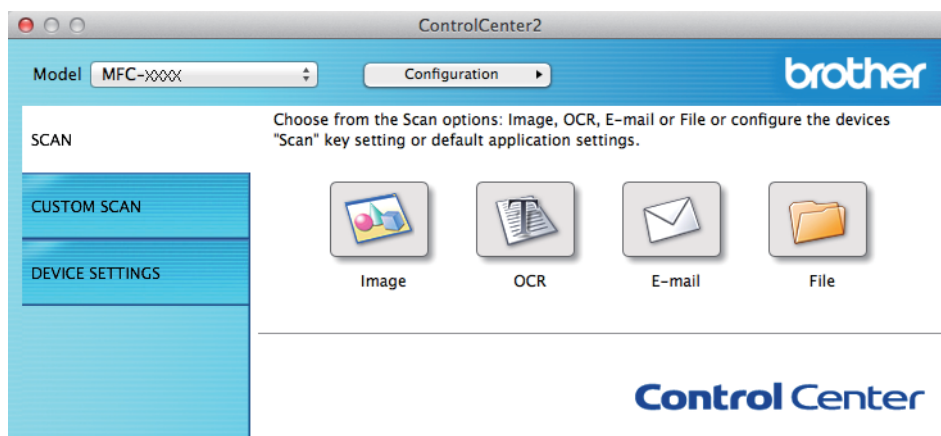 ControlCenter2
Model MFC-XXXX Configuration brother
SCAN
Choose from the Scan options: Image, OCR, E-mail or File or configure the devices
"Scan" key setting or default application settings.
CUSTOM SCAN
DEVICE SETTINGS
Image OCR E-mail File
Control Center